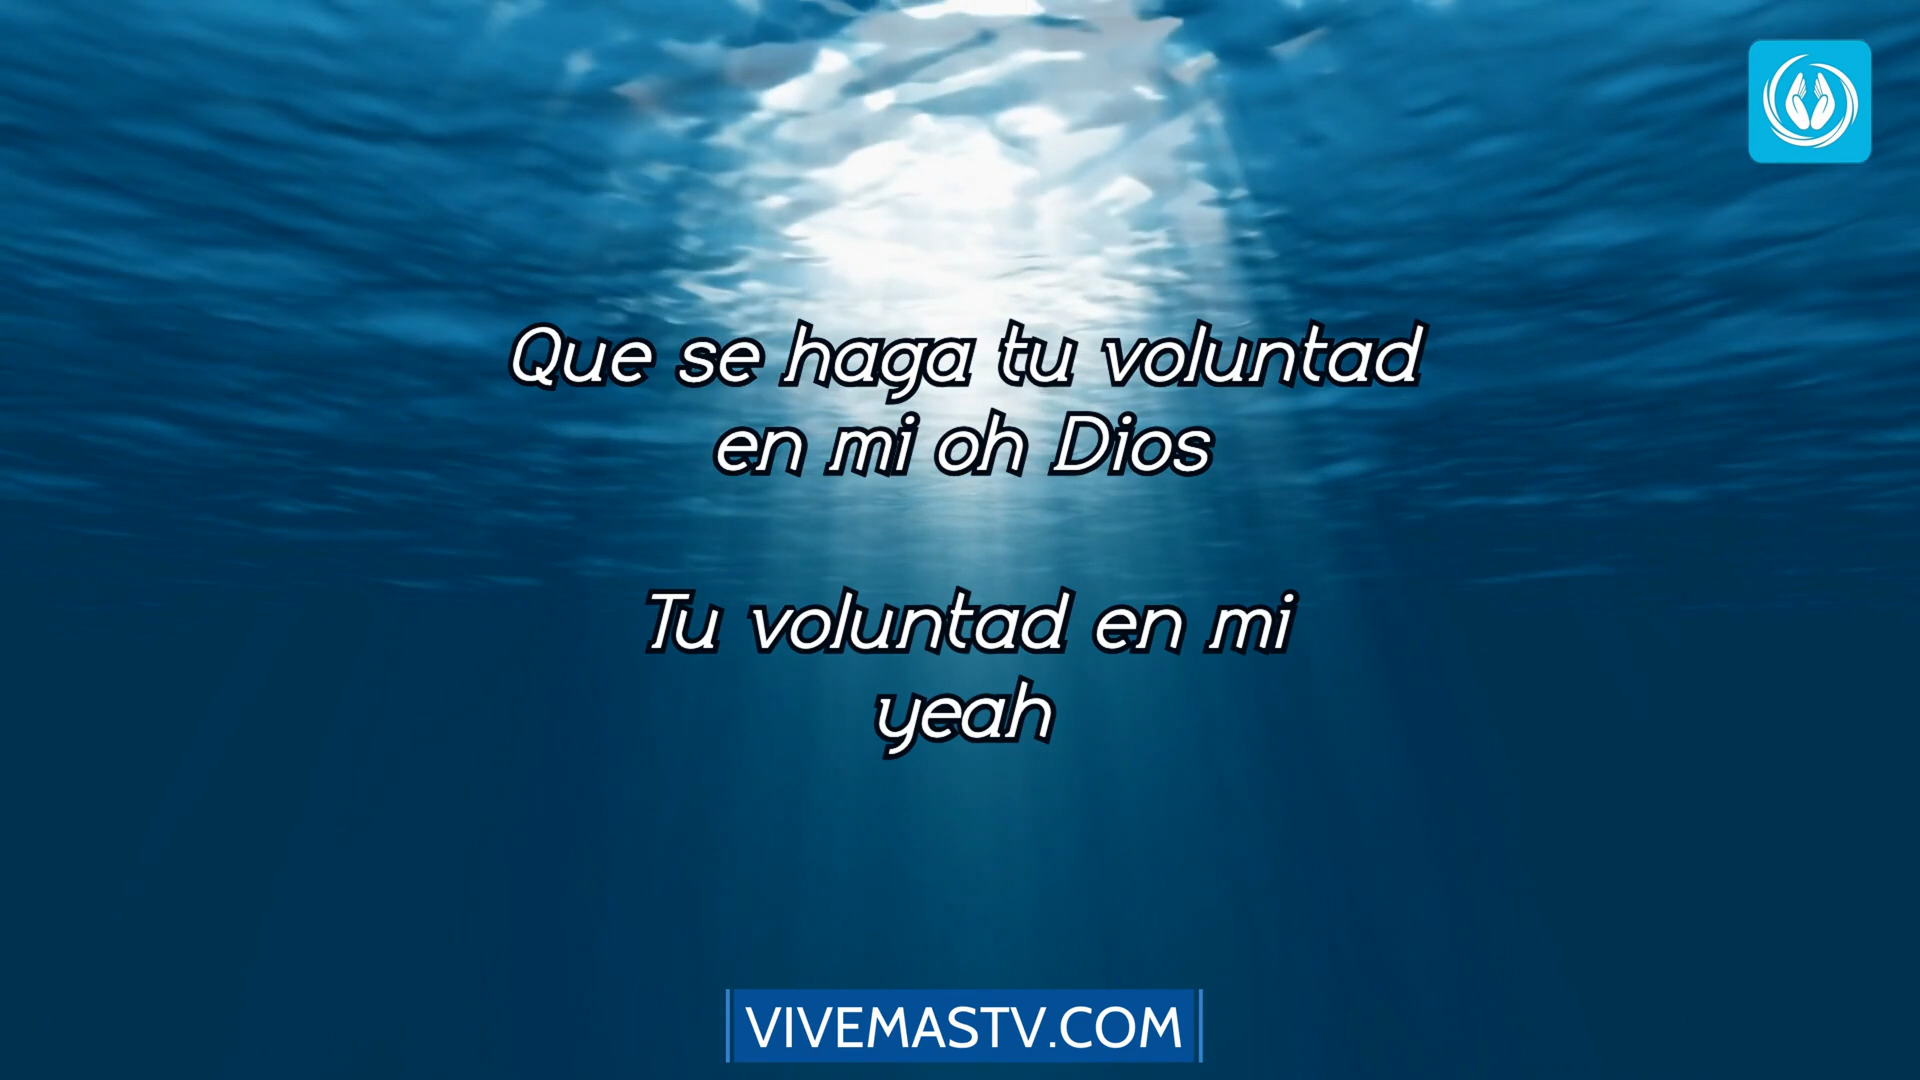 Que se haga tu voluntad
en mi oh Dios
Tu voluntad en mi
yeah
VIVEMASTV.COM